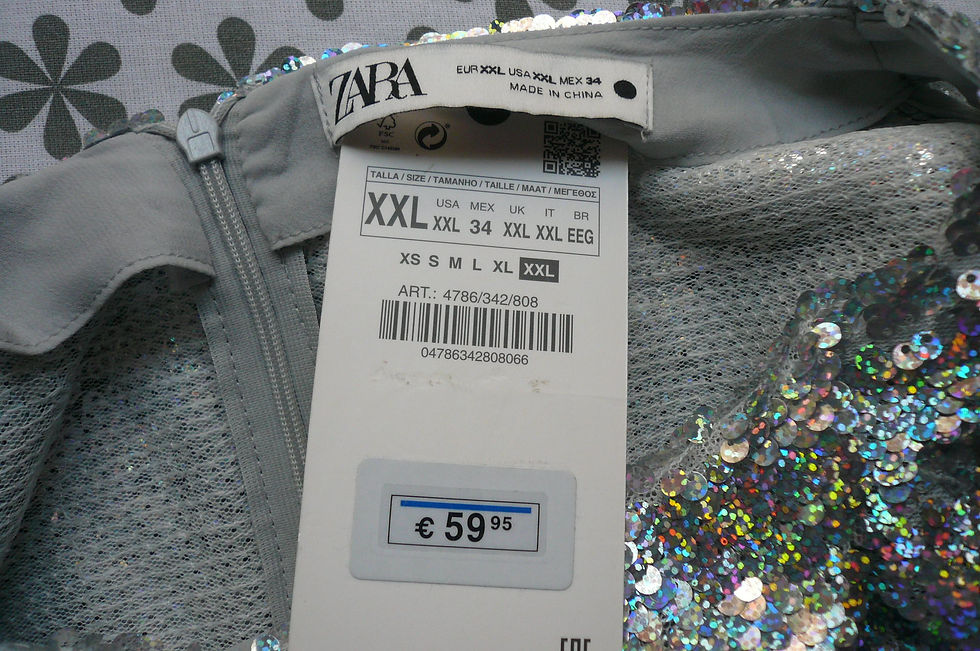 ZARA
EUR XXL USA XXL MEX 34
MADE IN CHINA
FSC
TALLA / SIZE / TAMANHO / TAILLE / MAAT / ΜΕΓΕΘΟΣ
XXL USA MEX UK IT BR
XXL 34 XXL XXL EEG
XS S M L XL XXL
ART.: 4786/342/808
04786342808066
€ 59 95